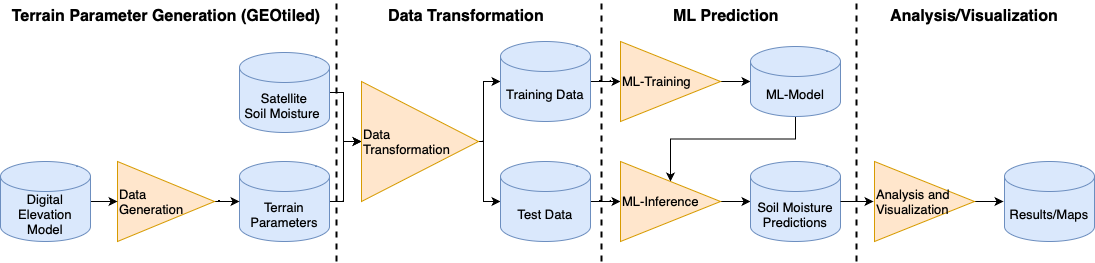 Terrain Parameter Generation (GEOtiled)
Data Transformation
ML Prediction
Analysis/Visualization
Satellite
Soil Moisture
Digital
Elevation
Model
Data
Generation
Terrain
Parameters
Data
Transformation
Training Data
Test Data
ML-Training
ML-Model
ML-Inference
Soil Moisture
Predictions
Analysis and
Visualization
Results/Maps